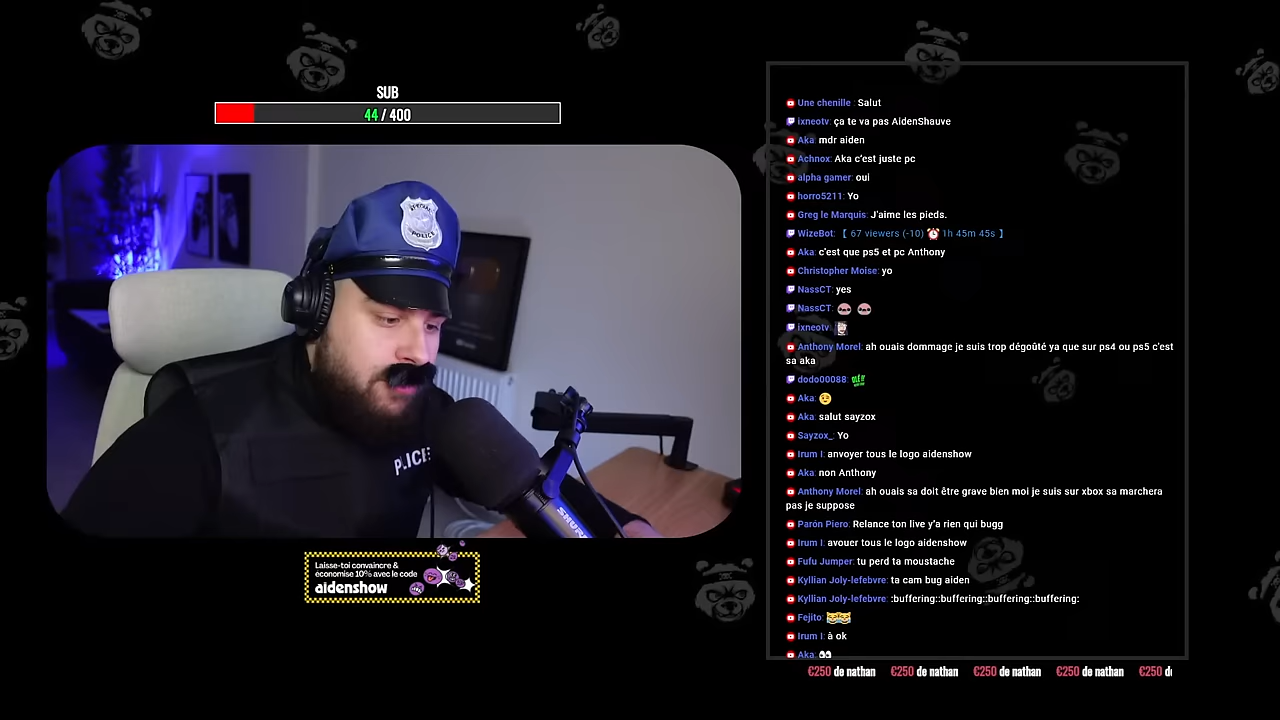 SUB
44 / 400
SPECIAL
POLICE
POLICE
SHURE
Laisse-toi convaincre &
économise 10% avec le code
aidenshow
Une chenille : Salut
ixneotv: ça te va pas AidenShauve
Aka: mdr aiden
Achnox: Aka c'est juste pc
alpha gamer: oui
horro5211: Yo
Greg le Marquis: J'aime les pieds.
WizeBot: 【 67 viewers (-10) ⏰ 1h 45m 45s 】
Aka: c'est que ps5 et pc Anthony
Christopher Moise: yo
NassCT: yes
NassCT:
ixneotv:
Anthony Morel: ah ouais dommage je suis trop dégoûté ya que sur ps4 ou ps5 c'est
sa aka
dodo00088:
Aka: 😉
Aka: salut sayzox
Sayzox_: Yo
Irum I: anvoyer tous le logo aidenshow
Aka: non Anthony
Anthony Morel: ah ouais sa doit être grave bien moi je suis sur xbox sa marchera
pas je suppose
Parón Piero: Relance ton live y'a rien qui bugg
Irum I: avouer tous le logo aidenshow
Fufu Jumper: tu perd ta moustache
Kyllian Joly-lefebvre: ta cam bug aiden
Kyllian Joly-lefebvre: :buffering::buffering::buffering::buffering:
Fejito: 😹😹
Irum I: à ok
Aka: 👀
€250 de nathan €250 de nathan €250 de nathan €250 de nathan €250 d